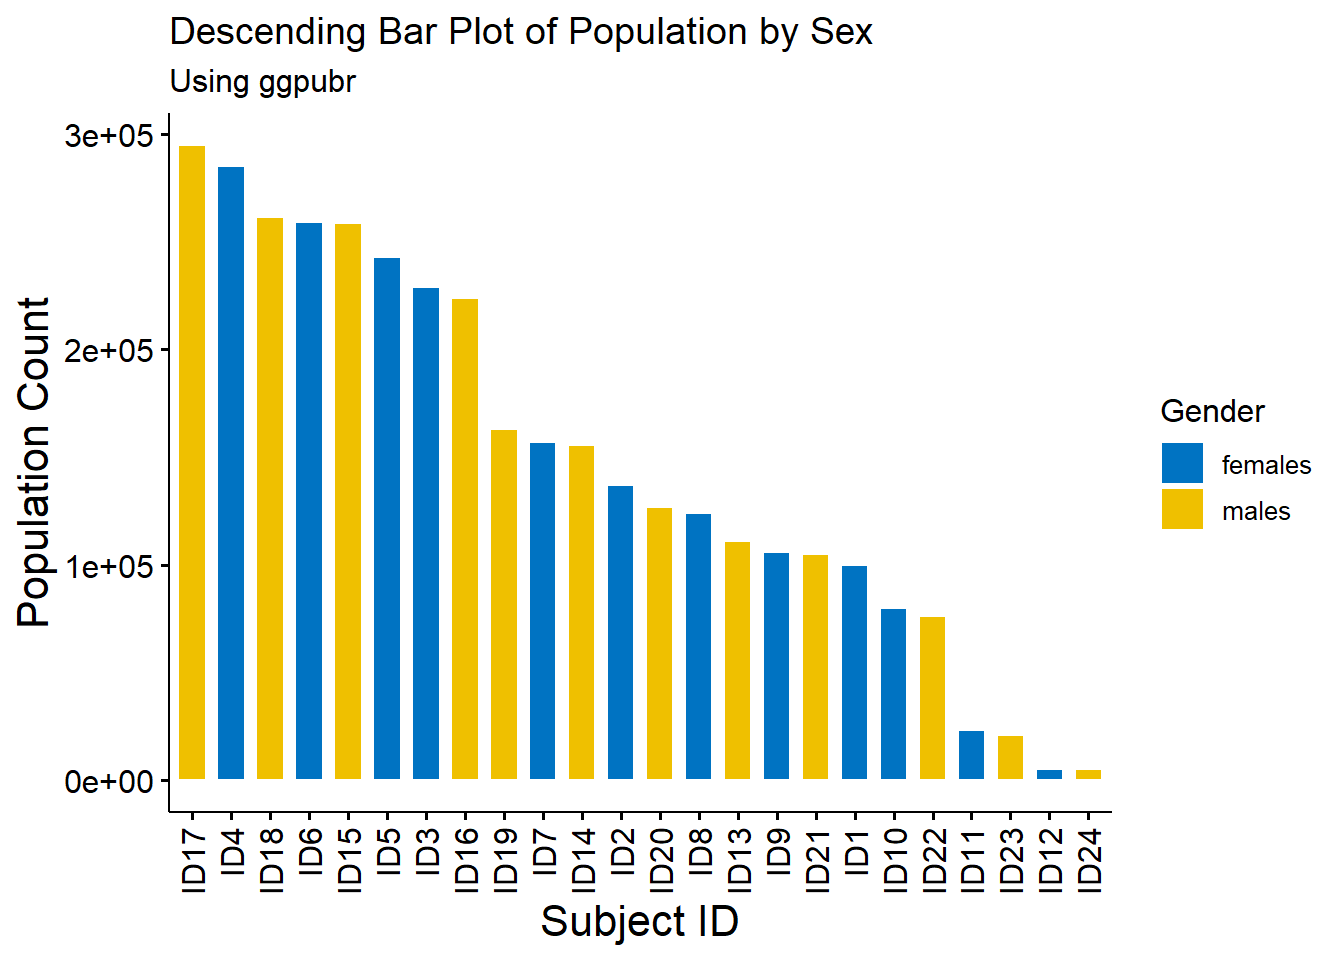 Descending Bar Plot of Population by Sex
Using ggpubr
Population Count
3e+05
2e+05
1e+05
0e+00
ID17
ID4
ID18
ID6
ID15
ID5
ID3
ID16
ID19
ID7
ID14
ID2
ID20
ID8
ID13
ID9
ID21
ID1
ID10
ID22
ID11
ID23
ID12
ID24
Subject ID
Gender
females
males